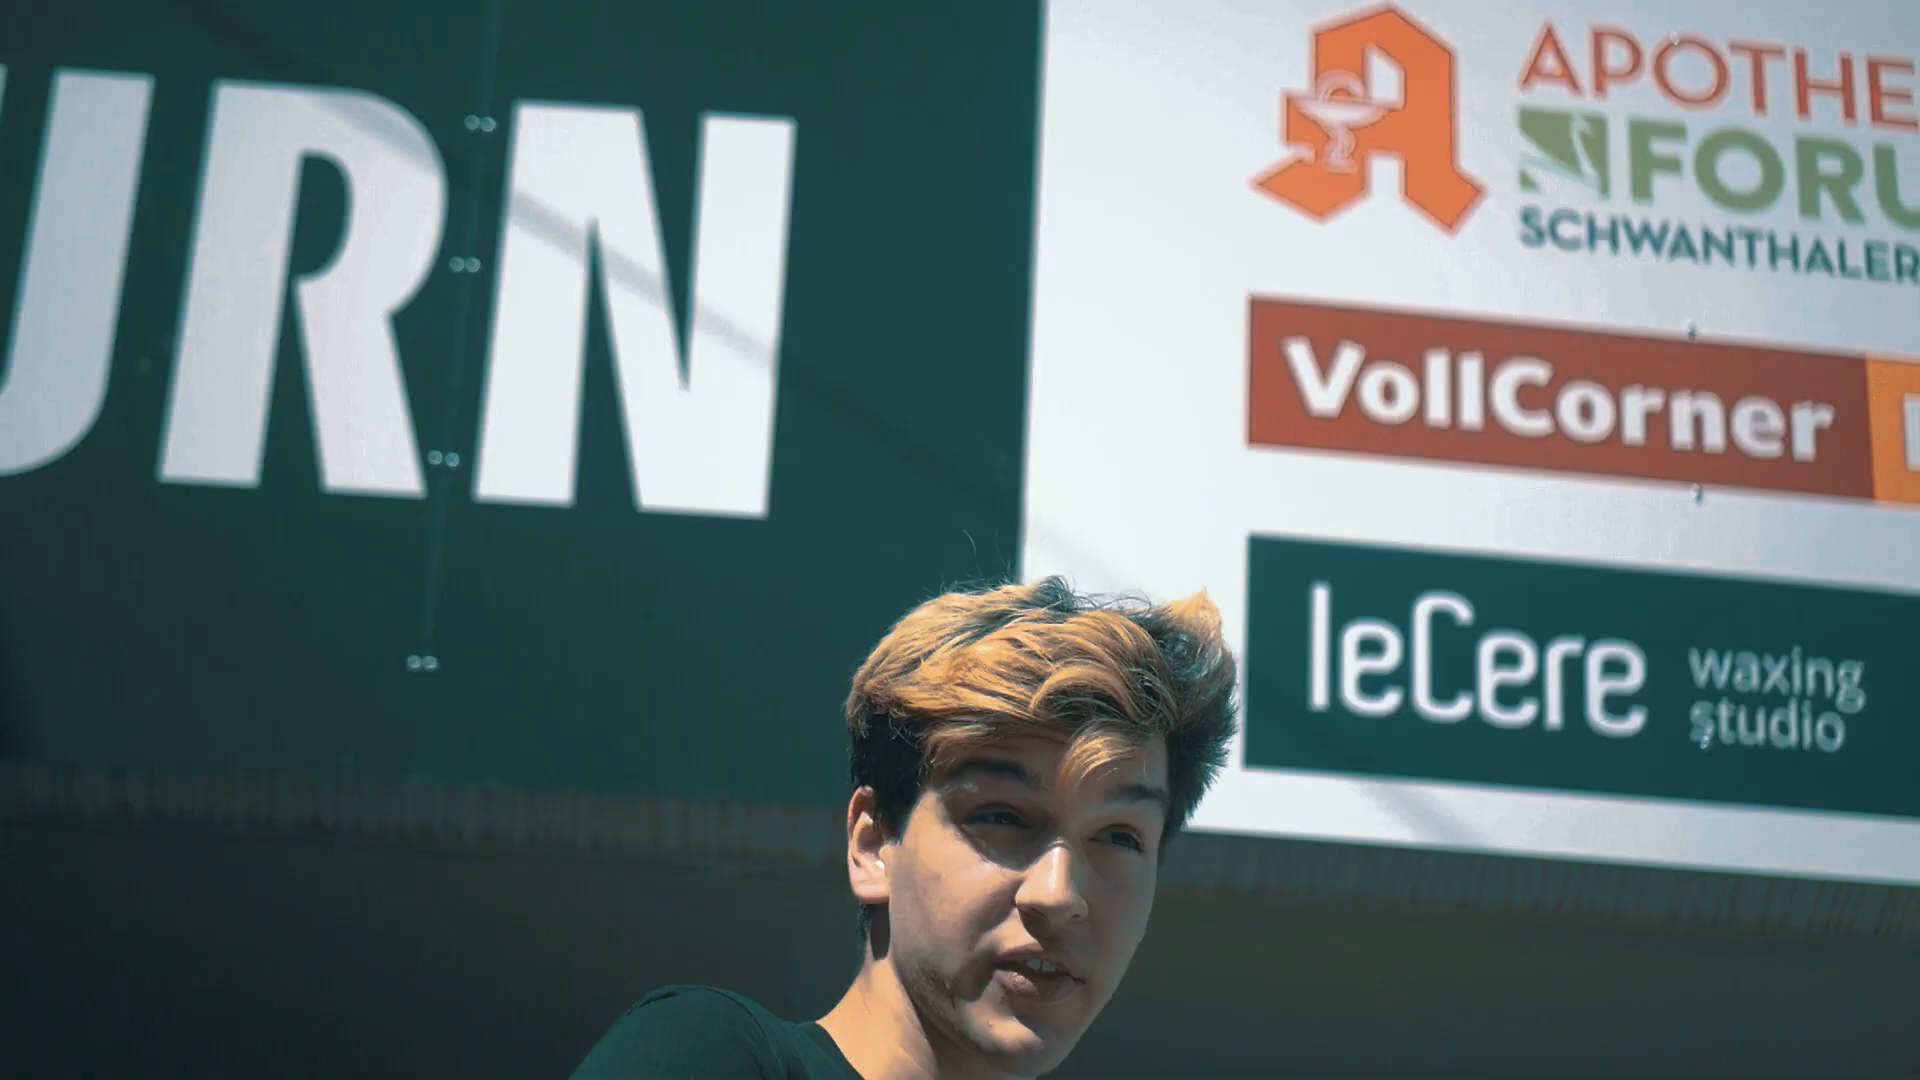 URN
APOTHE
FORU
SCHWANTHALER
VollCorner
leCere
waxing
studio